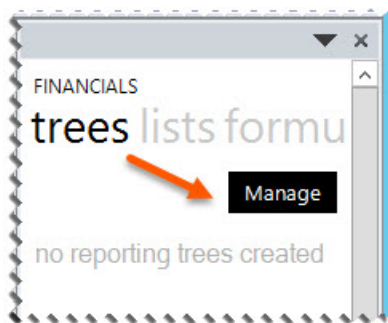 FINANCIALS
trees lists formu
Manage
no reporting trees created